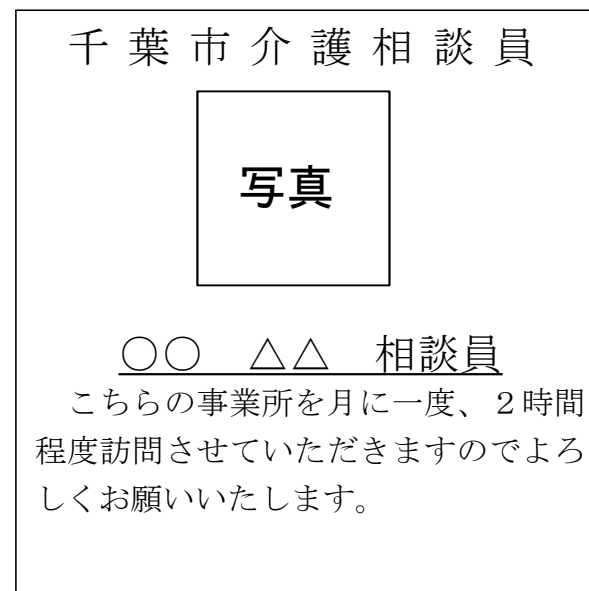 千葉市介護相談員
写真
○○　△△　相談員
こちらの事業所を月に一度、２時間
程度訪問させていただきますのでよろ
しくお願いいたします。